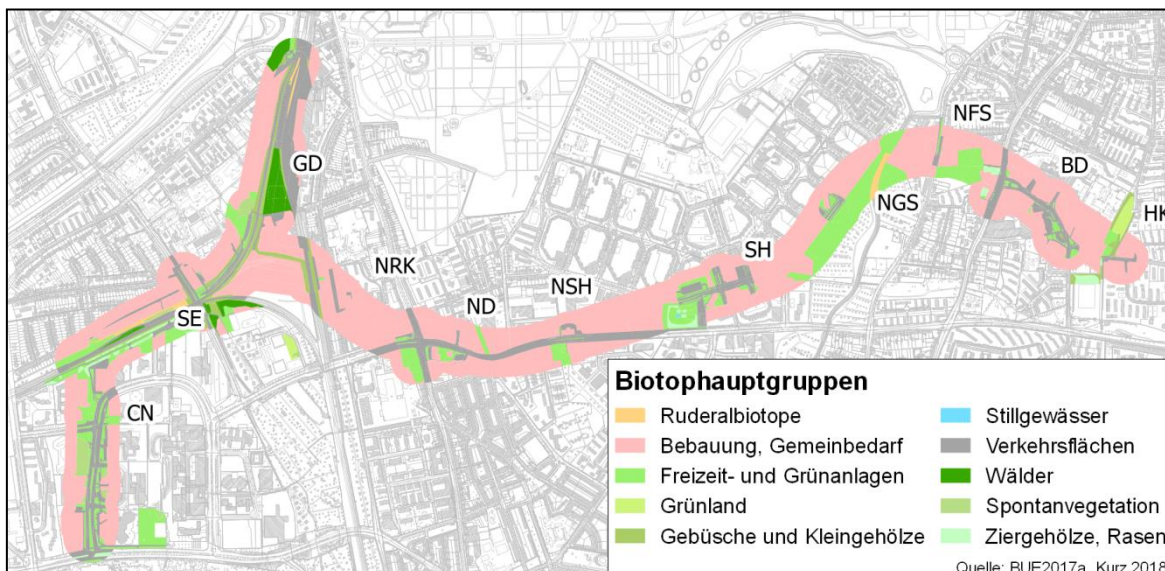 NFS
BD
GD
HK
NGS
NRK
SH
NSH
ND
SE
CN
Biotophauptgruppen
Ruderalbiotope
Bebauung, Gemeinbedarf
Freizeit- und Grünanlagen
Grünland
Gebüsche und Kleingehölze
Stillgewässer
Verkehrsflächen
Wälder
Spontanvegetation
Ziergehölze, Rasen
Quelle: BUE2017a, Kurz 2018